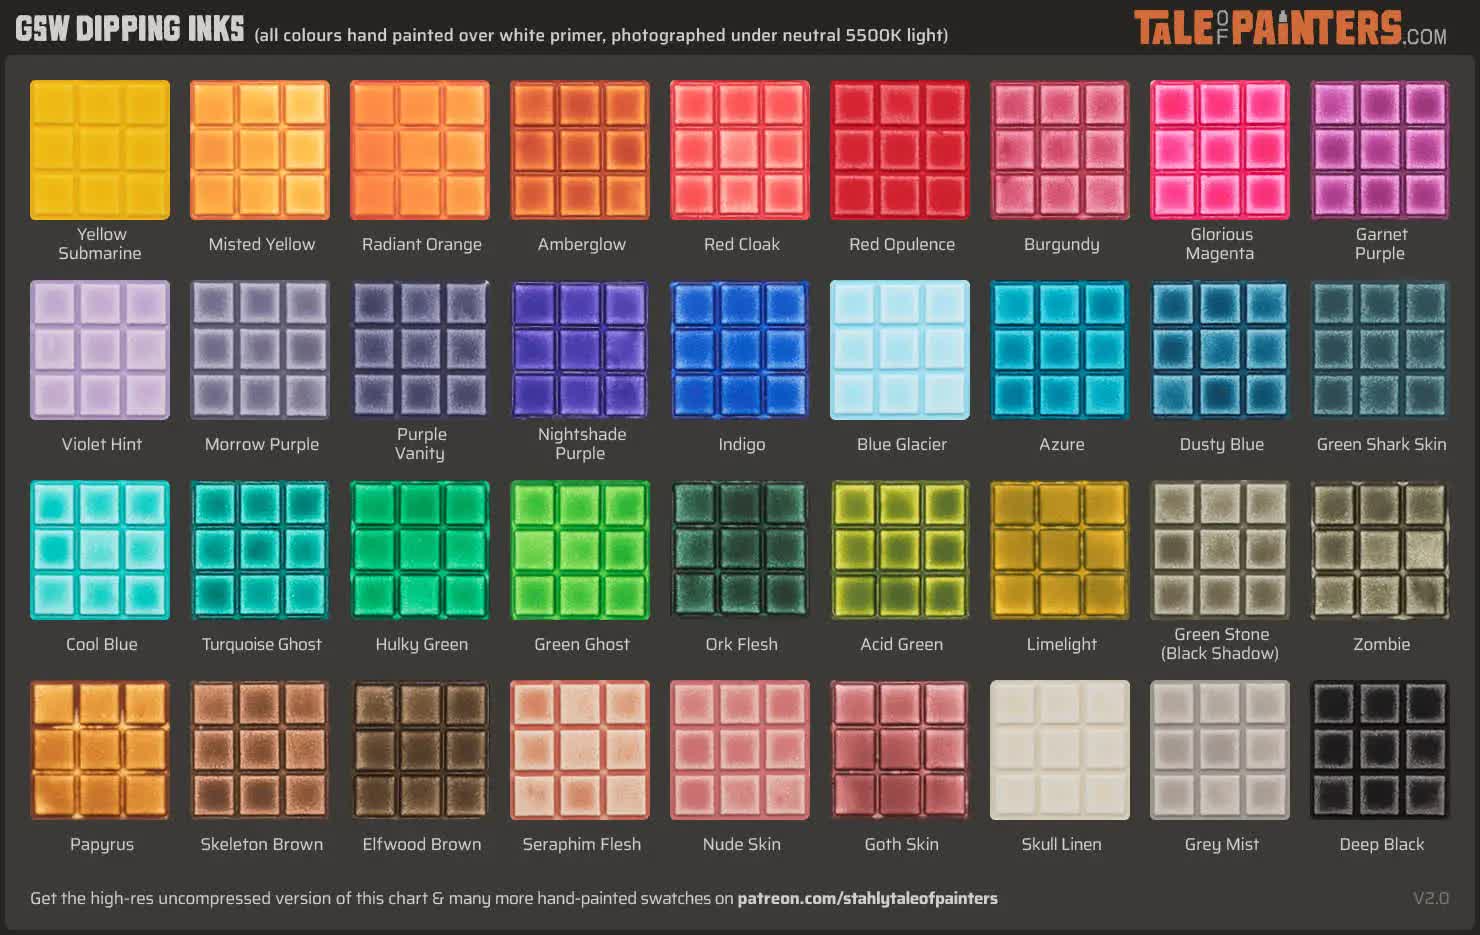 GSW DIPPING INKS (all colours hand painted over white primer, photographed under neutral 5500K light)
TALE OF PAINTERS.COM
Yellow
Submarine
Misted Yellow
Radiant Orange
Amberglow
Red Cloak
Red Opulence
Burgundy
Glorious
Magenta
Garnet
Purple
Violet Hint
Morrow Purple
Purple
Vanity
Nightshade
Purple
Indigo
Blue Glacier
Azure
Dusty Blue
Green Shark Skin
Cool Blue
Turquoise Ghost
Hulky Green
Green Ghost
Ork Flesh
Acid Green
Limelight
Green Stone
(Black Shadow)
Zombie
Papyrus
Skeleton Brown
Elfwood Brown
Seraphim Flesh
Nude Skin
Goth Skin
Skull Linen
Grey Mist
Deep Black
Get the high-res uncompressed version of this chart & many more hand-painted swatches on patreon.com/stahlytaleofpainters
V2.0